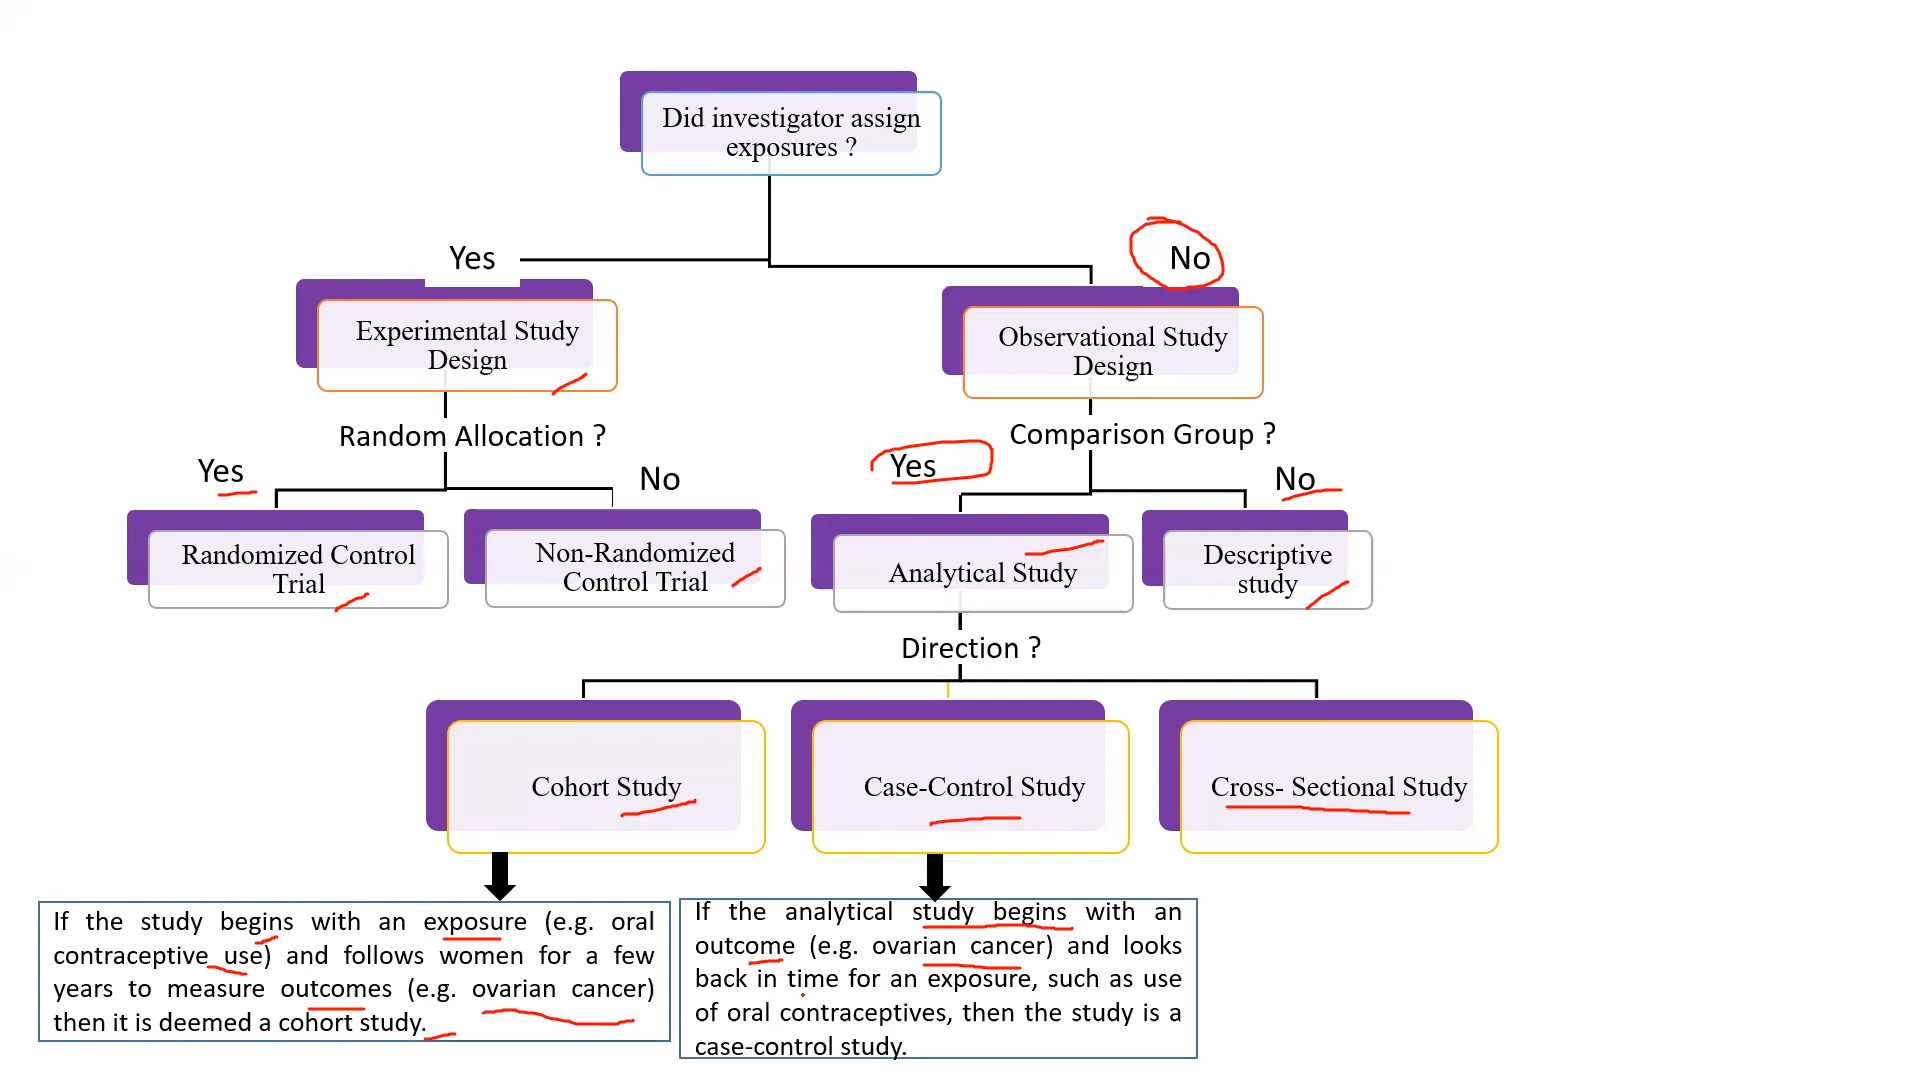 Did investigator assign
exposures ?
Yes
No
Experimental Study
Design
Observational Study
Design
Random Allocation ?
Comparison Group ?
Yes
No
Yes
No
Randomized Control
Trial
Non-Randomized
Control Trial
Analytical Study
Descriptive
study
Direction ?
Cohort Study
Case-Control Study
Cross- Sectional Study
If the study begins with an exposure (e.g. oral
contraceptive use) and follows women for a few
years to measure outcomes (e.g. ovarian cancer)
then it is deemed a cohort study.
If the analytical study begins with an
outcome (e.g. ovarian cancer) and looks
back in time for an exposure, such as use
of oral contraceptives, then the study is a
case-control study.